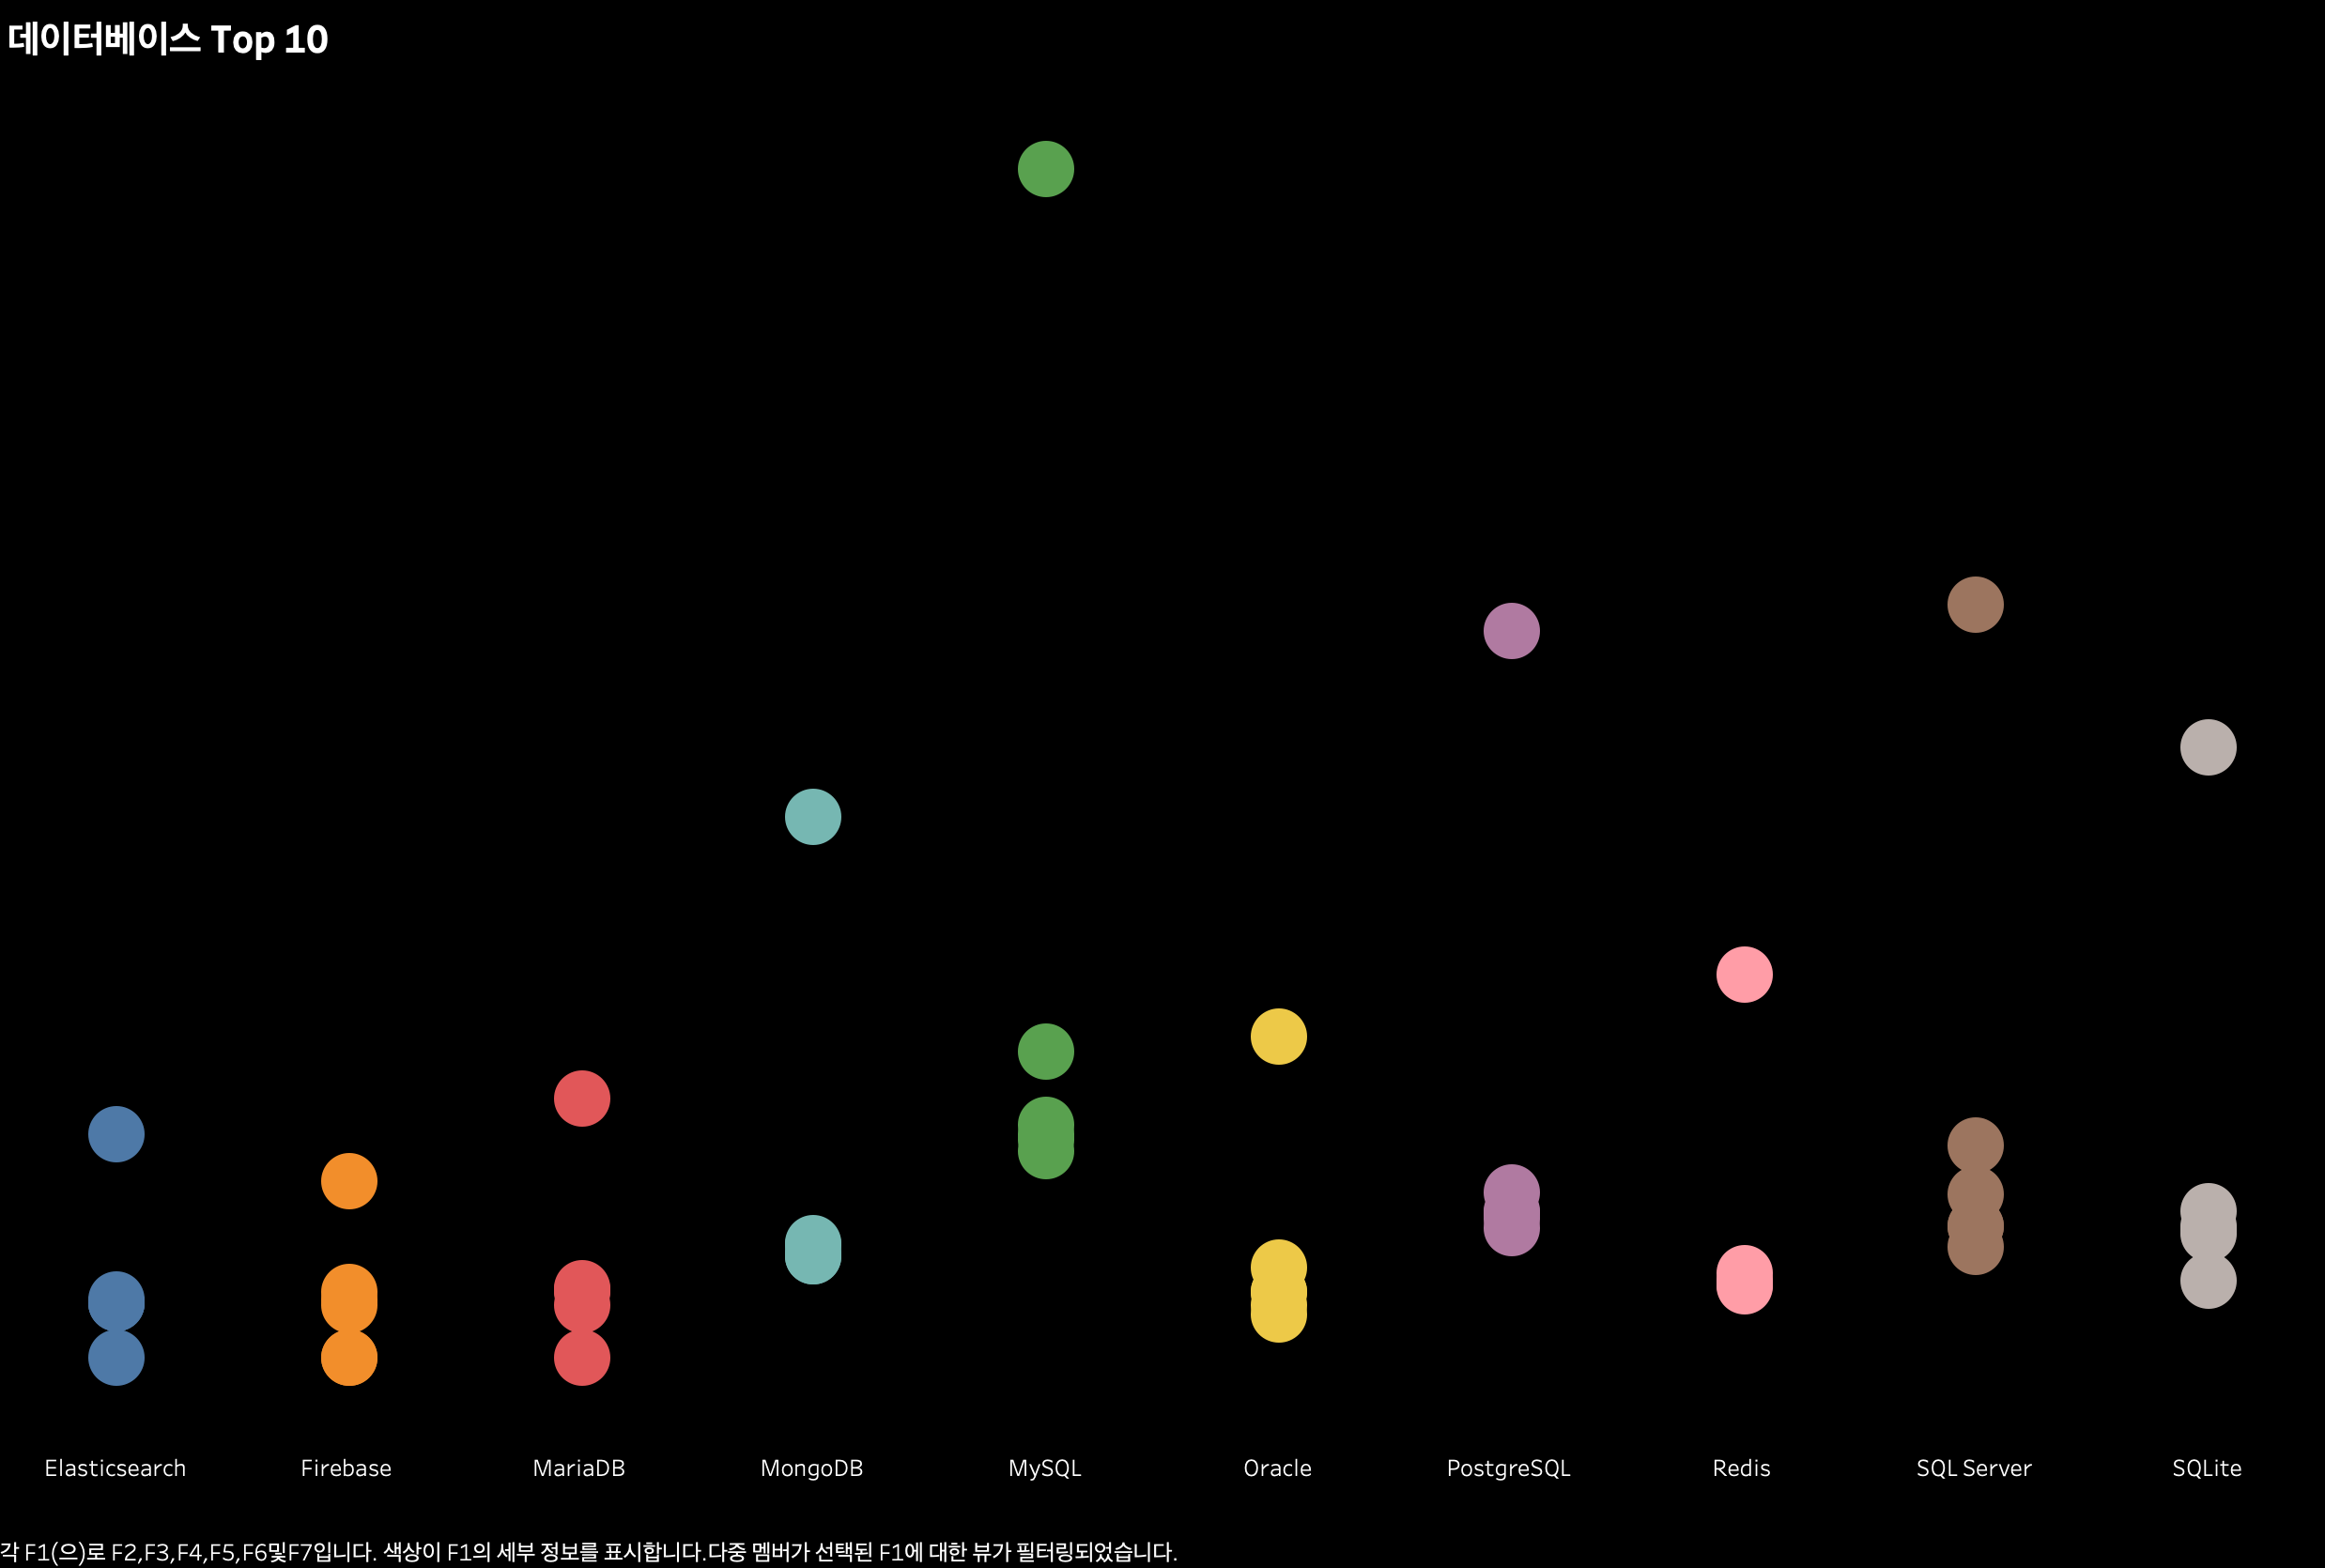 데이터베이스 Top 10
Elasticsearch Firebase MariaDB MongoDB MySQL Oracle PostgreSQL Redis SQL Server SQLite
각 F1(으)로 F2,F3,F4,F5,F6및F7입니다. 색상이 F1의 세부 정보를 표시합니다.다중 멤버가 선택된 F1에 대한 뷰가 필터링되었습니다.